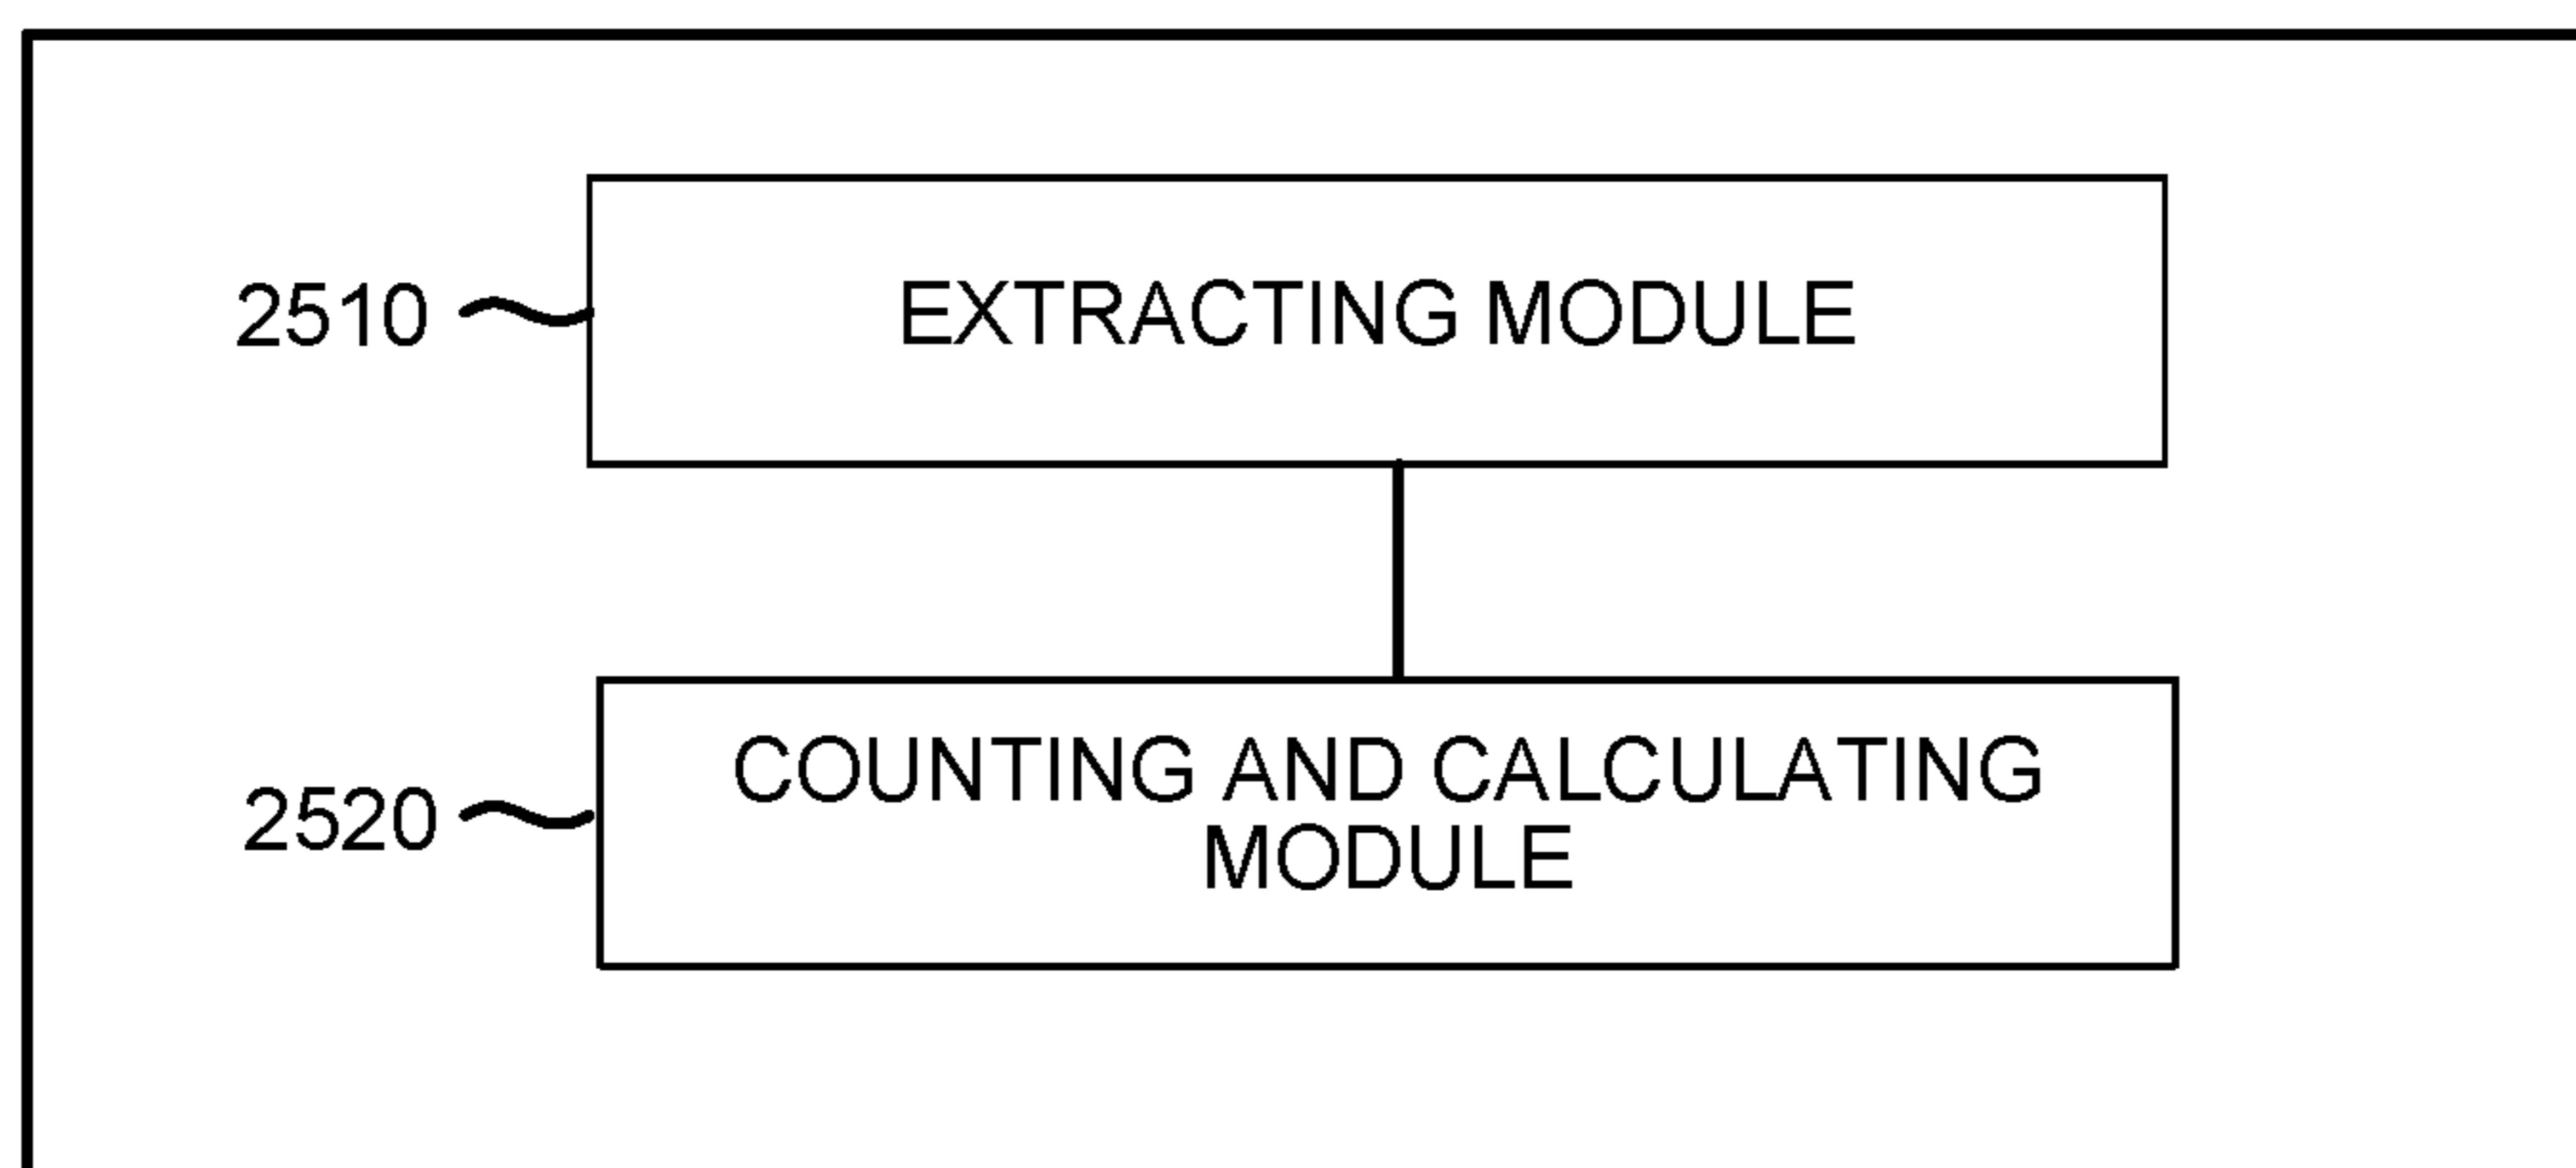 2510
EXTRACTING MODULE
2520
COUNTING AND CALCULATING
MODULE